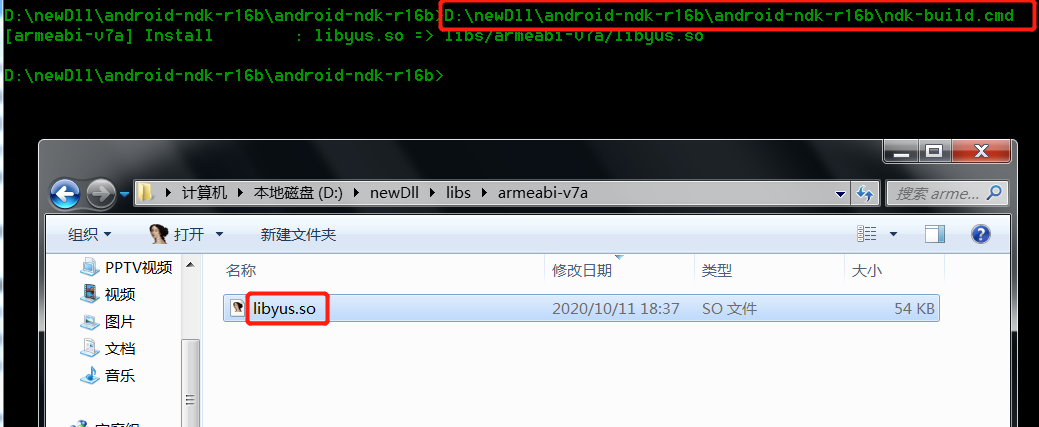 D:\newDll\android-ndk-r16b\android-ndk-r16b>D:\newDll\android-ndk-r16b\android-ndk-r16b\ndk-build.cmd
[armeabi-v7a] Install        : libyus.so => libs/armeabi-v7a/libyus.so
D:\newDll\android-ndk-r16b\android-ndk-r16b>
计算机 本地磁盘 (D:) newDll libs armeabi-v7a 搜索 arme...
组织 打开 新建文件夹
PPTV视频
视频
图片
文档
音乐
名称 修改日期 类型 大小
libyus.so 2020/10/11 18:37 SO 文件 54 KB